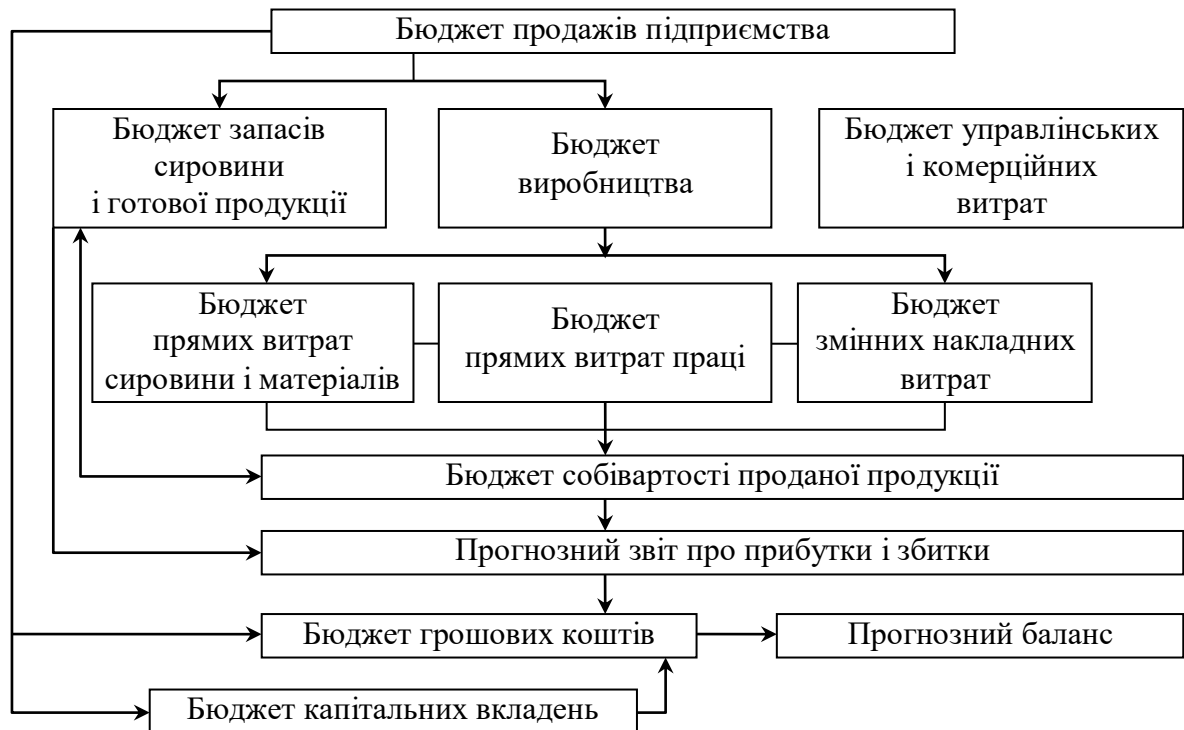 Бюджет продажів підприємства
Бюджет запасів
сировини
і готової продукції
Бюджет
виробництва
Бюджет управлінських
і комерційних
витрат
Бюджет
прямих витрат
сировини і матеріалів
Бюджет
прямих витрат праці
Бюджет
змінних накладних
витрат
Бюджет собівартості проданої продукції
Прогнозний звіт про прибутки і збитки
Бюджет грошових коштів
Прогнозний баланс
Бюджет капітальних вкладень